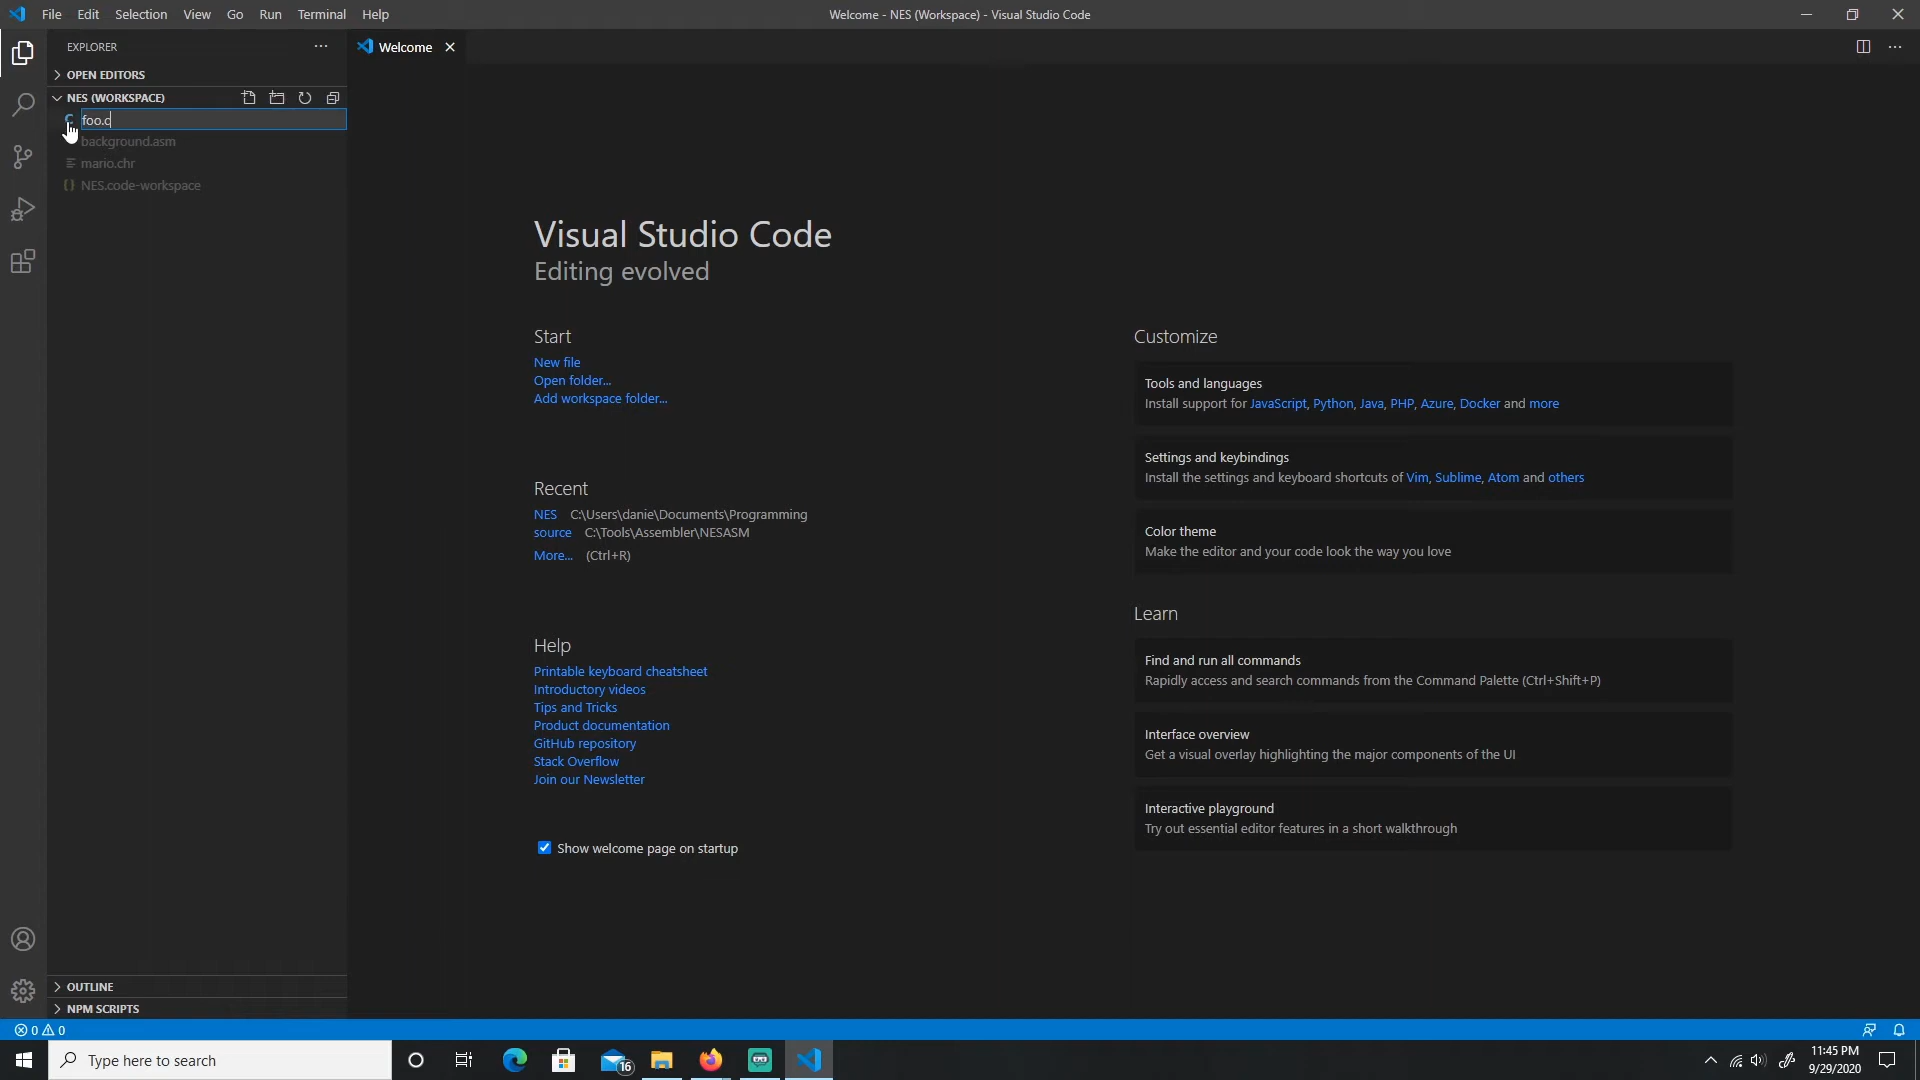 File Edit Selection View Go Run Terminal Help
Welcome - NES (Workspace) - Visual Studio Code
EXPLORER
Welcome
OPEN EDITORS
NES (WORKSPACE)
foo.c
background.asm
mario.chr
NES.code-workspace
Visual Studio Code
Editing evolved
Start
New file
Open folder...
Add workspace folder...
Recent
NES C:\Users\danie\Documents\Programming
source C:\Tools\Assembler\NESASM
More... (Ctrl+R)
Help
Printable keyboard cheatsheet
Introductory videos
Tips and Tricks
Product documentation
GitHub repository
Stack Overflow
Join our Newsletter
Show welcome page on startup
Customize
Tools and languages
Install support for JavaScript, Python, Java, PHP, Azure, Docker and more
Settings and keybindings
Install the settings and keyboard shortcuts of Vim, Sublime, Atom and others
Color theme
Make the editor and your code look the way you love
Learn
Find and run all commands
Rapidly access and search commands from the Command Palette (Ctrl+Shift+P)
Interface overview
Get a visual overlay highlighting the major components of the UI
Interactive playground
Try out essential editor features in a short walkthrough
OUTLINE
NPM SCRIPTS
0 0
Type here to search
16
11:45 PM
9/29/2020